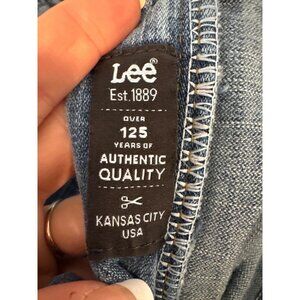 Lee
Est.1889
OVER
125
YEARS OF
AUTHENTIC
QUALITY
KANSAS CITY
USA